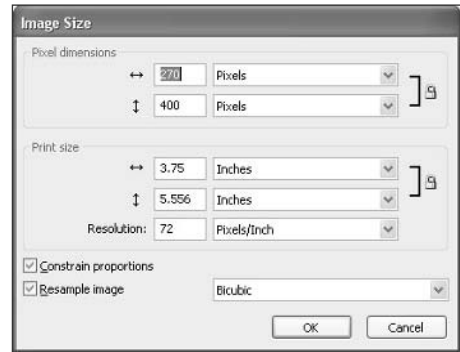 Image Size
Pixel dimensions
↔ 270 Pixels
↕ 400 Pixels
Print size
↔ 3.75 Inches
↕ 5.556 Inches
Resolution: 72 Pixels/Inch
Constrain proportions
Resample image Bicubic
OK Cancel